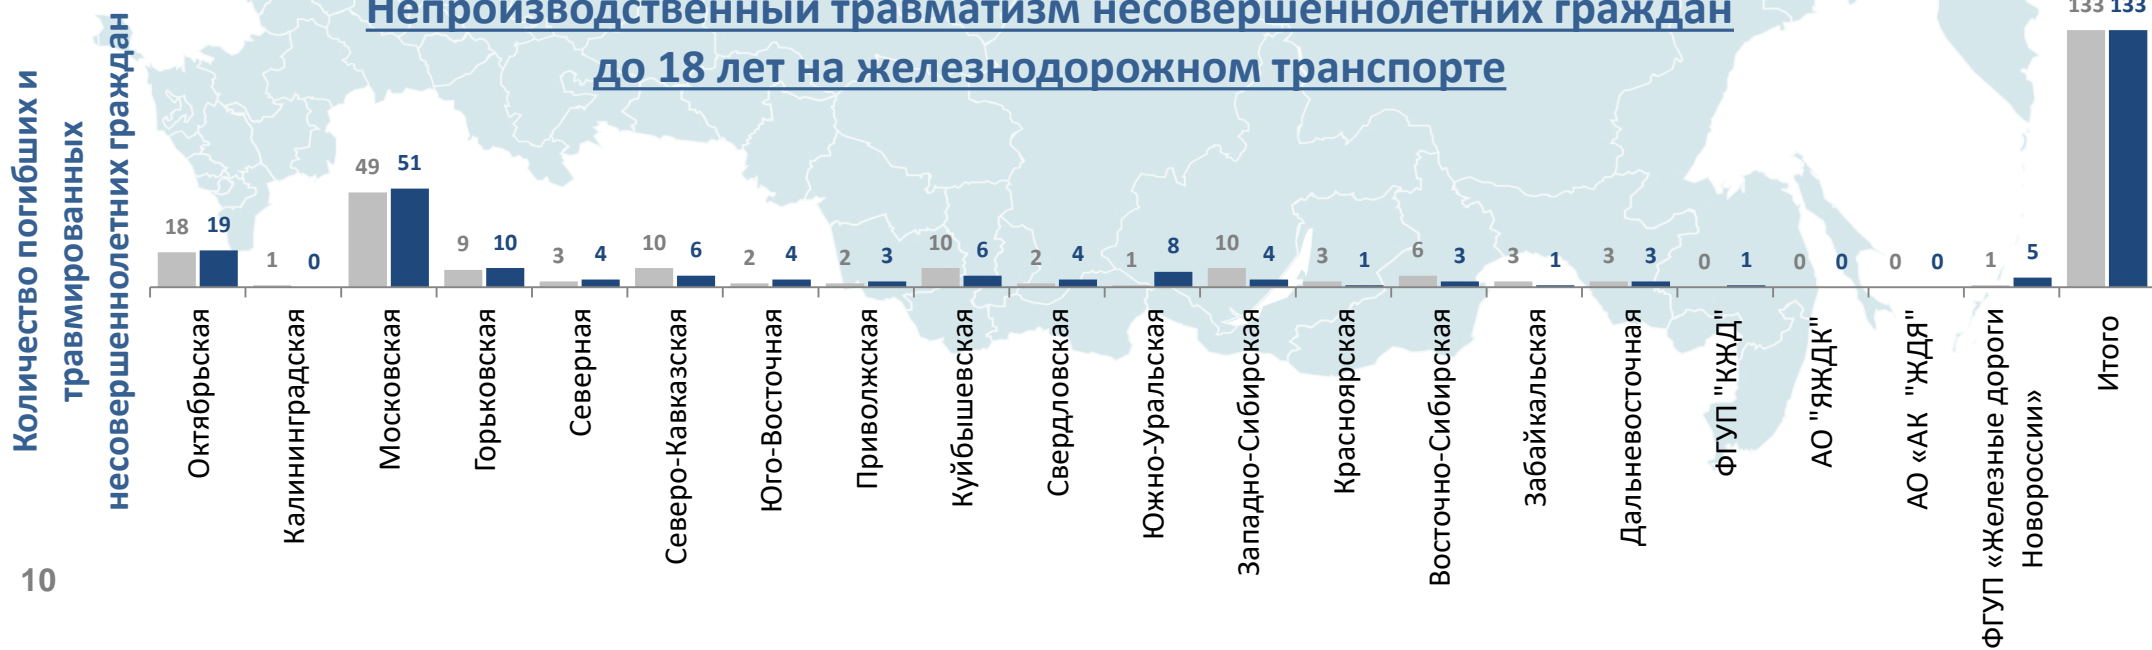 Непроизводственный травматизм несовершеннолетних граждан
до 18 лет на железнодорожном транспорте
Количество погибших и
травмированных
несовершеннолетних граждан
18 19
1 0
49 51
9 10
3 4
10 6
2 4
2 3
10 6
2 4
1 8
10 4
3 1
6 3
3 1
3 3
0 1
0 0
0 0
1 5
133 133
Октябрьская
Калининградская
Московская
Горьковская
Северная
Северо-Кавказская
Юго-Восточная
Приволжская
Куйбышевская
Свердловская
Южно-Уральская
Западно-Сибирская
Красноярская
Восточно-Сибирская
Забайкальская
Дальневосточная
ФГУП "КЖД"
АО "ЯЖДК"
АО «АК "ЖДЯ"
ФГУП «Железные дороги
Новороссии»
Итого
10